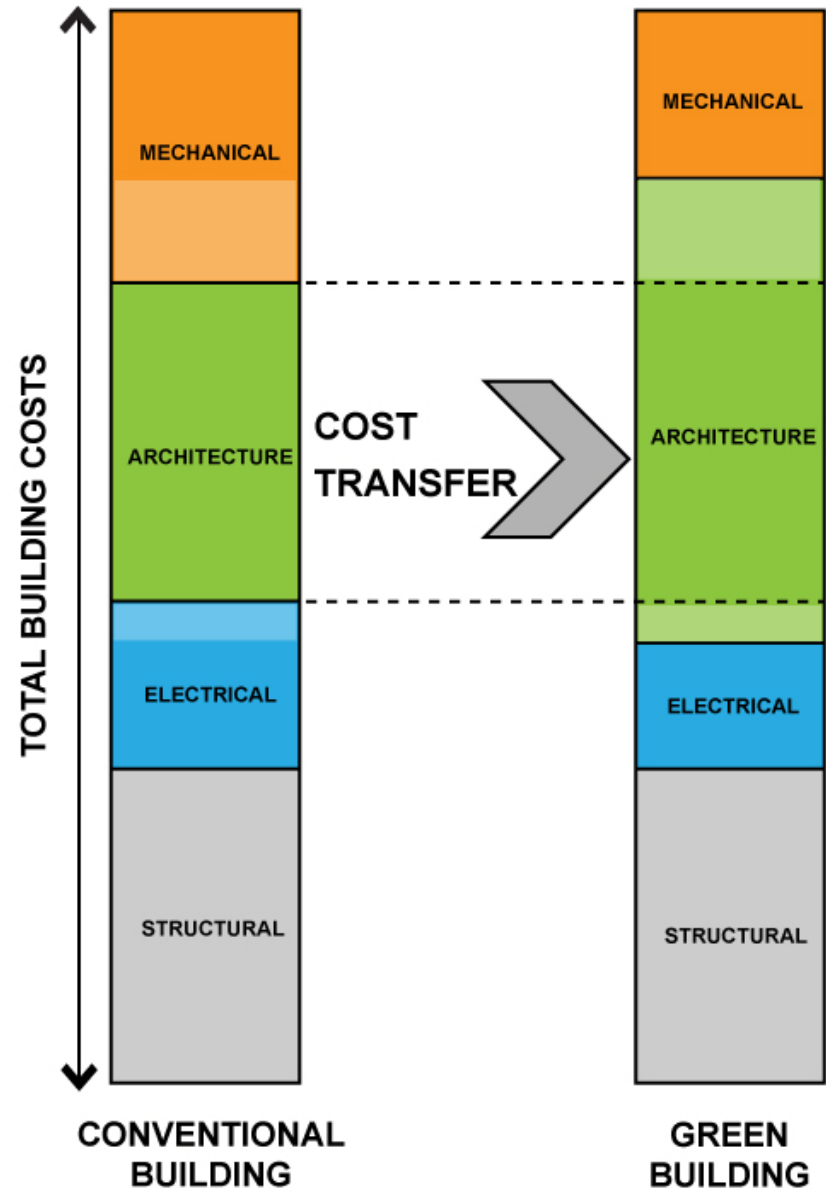 TOTAL BUILDING COSTS
MECHANICAL
ARCHITECTURE
ELECTRICAL
STRUCTURAL
CONVENTIONAL
BUILDING
COST
TRANSFER
MECHANICAL
ARCHITECTURE
ELECTRICAL
STRUCTURAL
GREEN
BUILDING